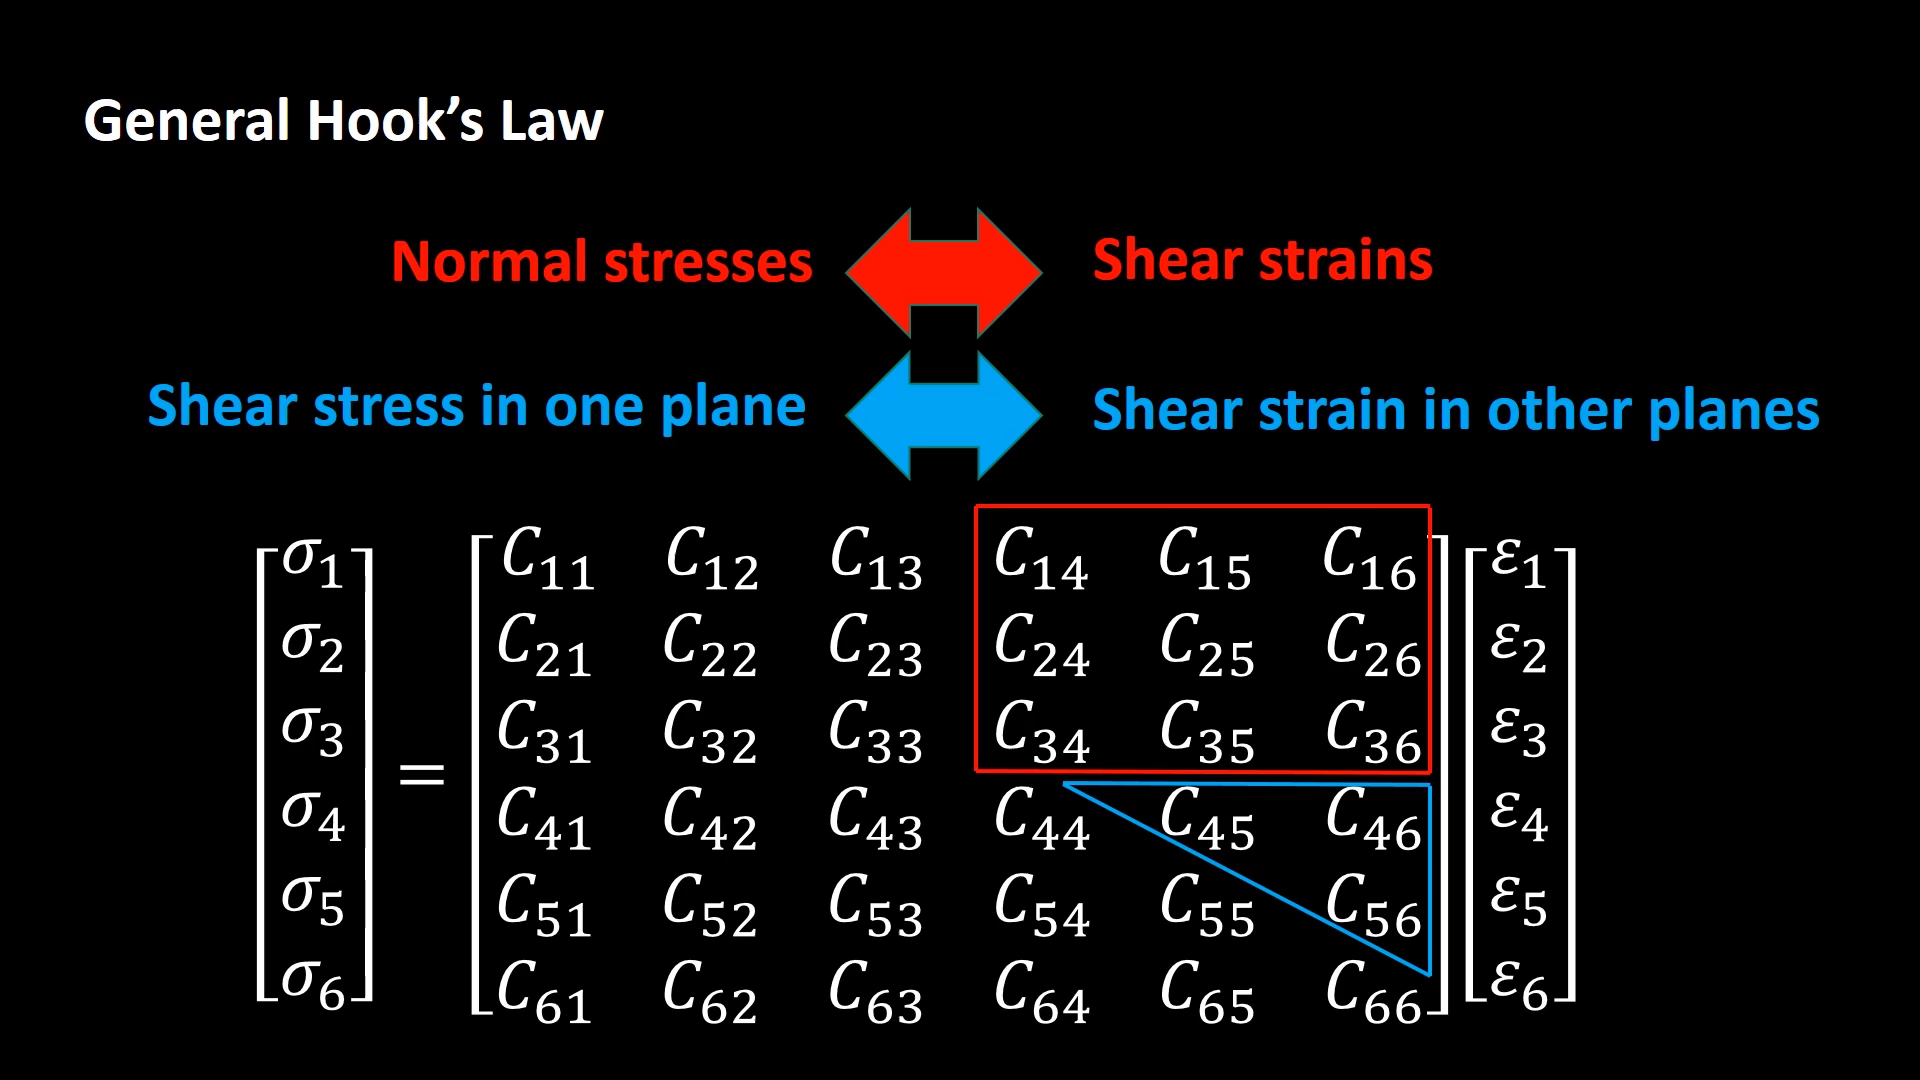 General Hook’s Law
Normal stresses Shear strains
Shear stress in one plane Shear strain in other planes
σ₁ C₁₁ C₁₂ C₁₃ C₁₄ C₁₅ C₁₆ ε₁
σ₂ C₂₁ C₂₂ C₂₃ C₂₄ C₂₅ C₂₆ ε₂
σ₃ C₃₁ C₃₂ C₃₃ C₃₄ C₃₅ C₃₆ ε₃
=
σ₄ C₄₁ C₄₂ C₄₃ C₄₄ C₄₅ C₄₆ ε₄
σ₅ C₅₁ C₅₂ C₅₃ C₅₄ C₅₅ C₅₆ ε₅
σ₆ C₆₁ C₆₂ C₆₃ C₆₄ C₆₅ C₆₆ ε₆